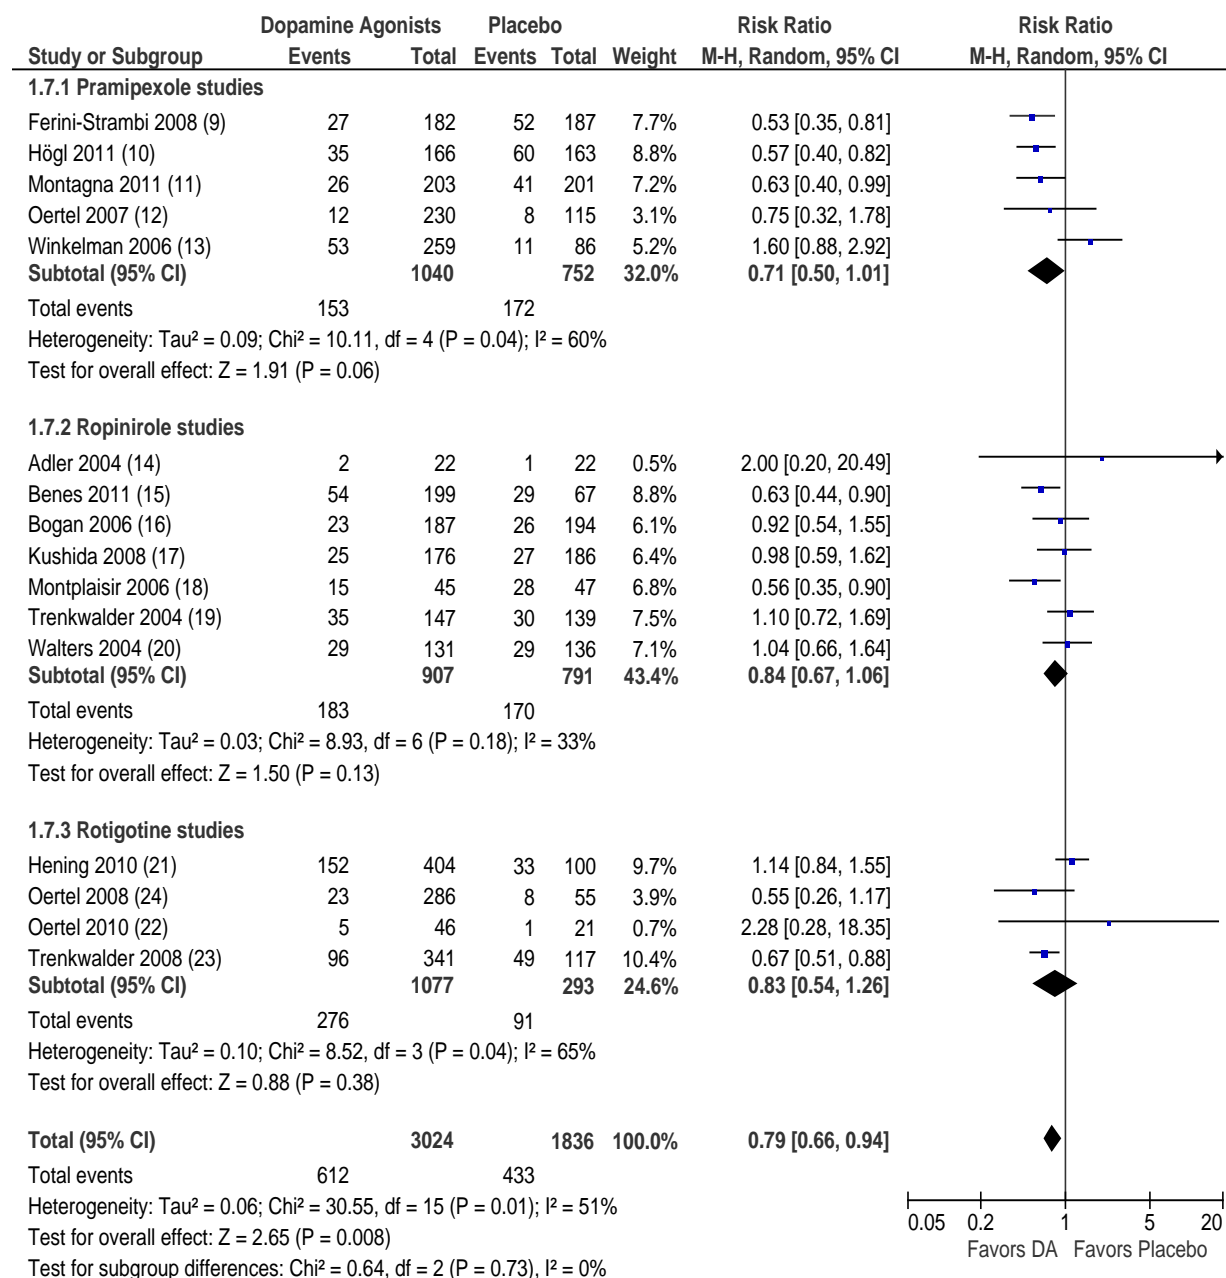 Dopamine Agonists Placebo Risk Ratio Risk Ratio
Study or Subgroup Events Total Events Total Weight M-H, Random, 95% CI M-H, Random, 95% CI
1.7.1 Pramipexole studies
Ferini-Strambi 2008 (9) 27 182 52 187 7.7% 0.53 [0.35, 0.81]
Högl 2011 (10) 35 166 60 163 8.8% 0.57 [0.40, 0.82]
Montagna 2011 (11) 26 203 41 201 7.2% 0.63 [0.40, 0.99]
Oertel 2007 (12) 12 230 8 115 3.1% 0.75 [0.32, 1.78]
Winkelman 2006 (13) 53 259 11 86 5.2% 1.60 [0.88, 2.92]
Subtotal (95% CI) 1040 752 32.0% 0.71 [0.50, 1.01]
Total events 153 172
Heterogeneity: Tau² = 0.09; Chi² = 10.11, df = 4 (P = 0.04); I² = 60%
Test for overall effect: Z = 1.91 (P = 0.06)
1.7.2 Ropinirole studies
Adler 2004 (14) 2 22 1 22 0.5% 2.00 [0.20, 20.49]
Benes 2011 (15) 54 199 29 67 8.8% 0.63 [0.44, 0.90]
Bogan 2006 (16) 23 187 26 194 6.1% 0.92 [0.54, 1.55]
Kushida 2008 (17) 25 176 27 186 6.4% 0.98 [0.59, 1.62]
Montplaisir 2006 (18) 15 45 28 47 6.8% 0.56 [0.35, 0.90]
Trenkwalder 2004 (19) 35 147 30 139 7.5% 1.10 [0.72, 1.69]
Walters 2004 (20) 29 131 29 136 7.1% 1.04 [0.66, 1.64]
Subtotal (95% CI) 907 791 43.4% 0.84 [0.67, 1.06]
Total events 183 170
Heterogeneity: Tau² = 0.03; Chi² = 8.93, df = 6 (P = 0.18); I² = 33%
Test for overall effect: Z = 1.50 (P = 0.13)
1.7.3 Rotigotine studies
Hening 2010 (21) 152 404 33 100 9.7% 1.14 [0.84, 1.55]
Oertel 2008 (24) 23 286 8 55 3.9% 0.55 [0.26, 1.17]
Oertel 2010 (22) 5 46 1 21 0.7% 2.28 [0.28, 18.35]
Trenkwalder 2008 (23) 96 341 49 117 10.4% 0.67 [0.51, 0.88]
Subtotal (95% CI) 1077 293 24.6% 0.83 [0.54, 1.26]
Total events 276 91
Heterogeneity: Tau² = 0.10; Chi² = 8.52, df = 3 (P = 0.04); I² = 65%
Test for overall effect: Z = 0.88 (P = 0.38)
Total (95% CI) 3024 1836 100.0% 0.79 [0.66, 0.94]
Total events 612 433
Heterogeneity: Tau² = 0.06; Chi² = 30.55, df = 15 (P = 0.01); I² = 51%
Test for overall effect: Z = 2.65 (P = 0.008)
Test for subgroup differences: Chi² = 0.64, df = 2 (P = 0.73), I² = 0%
0.05 0.2 1 5 20
Favors DA Favors Placebo